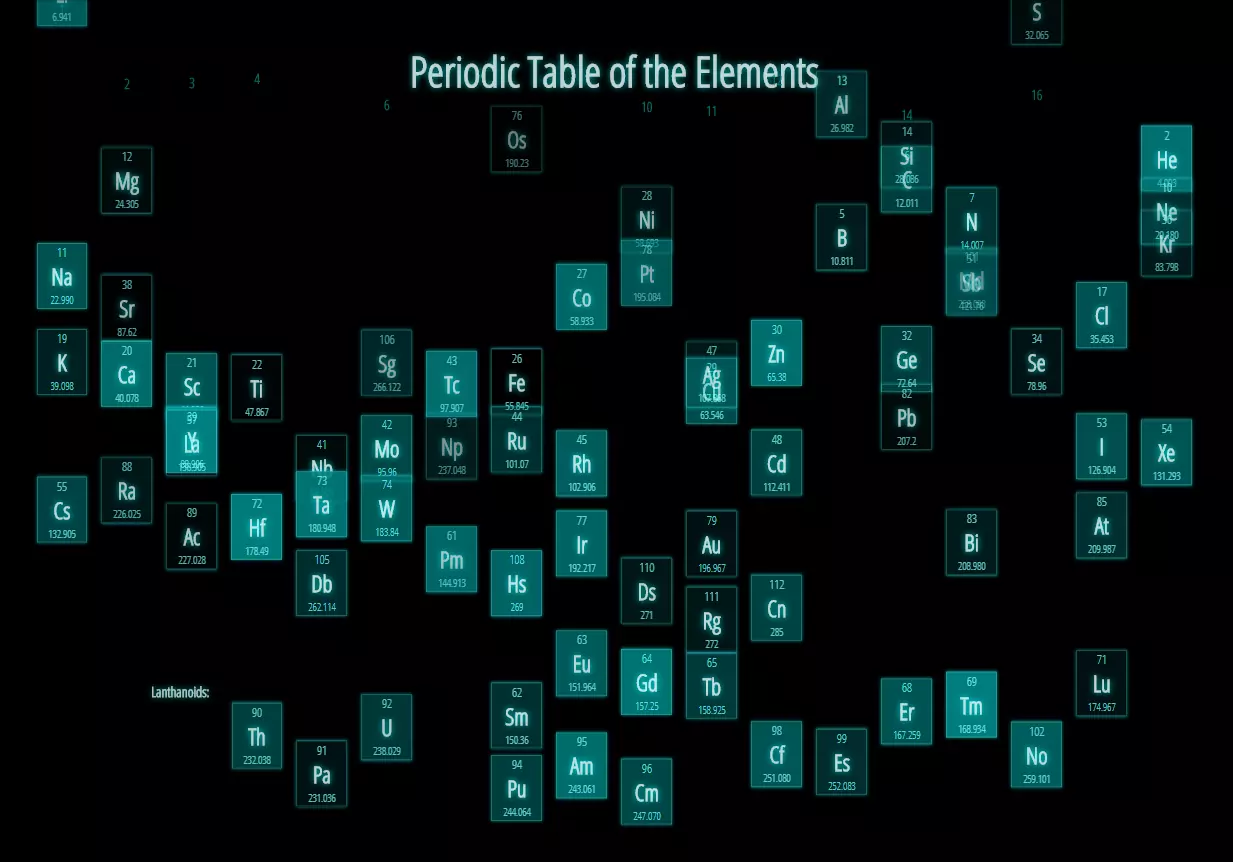 6.941
S
32.065
Periodic Table of the Elements
2
3
4
6
10
11
14
16
13
Al
26.982
76
Os
190.23
14
Si
C
12.011
2
He
12
Mg
24.305
28
Ni
5
B
10.811
7
N
14.007
Ne
Kr
83.798
11
Na
22.990
38
Sr
87.62
27
Co
58.933
78
Pt
195.084
17
Cl
35.453
19
K
39.098
20
Ca
40.078
21
Sc
22
Ti
47.867
106
Sg
266.122
43
Tc
97.907
26
Fe
55.845
47
Ag
63.546
30
Zn
65.38
32
Ge
72.64
34
Se
78.96
42
Mo
95.96
93
Np
237.048
44
Ru
101.07
82
Pb
207.2
53
I
126.904
54
Xe
131.293
55
Cs
132.905
88
Ra
226.025
89
Ac
227.028
72
Hf
178.49
41
Nb
73
Ta
180.948
74
W
183.84
45
Rh
102.906
48
Cd
112.411
85
At
209.987
105
Db
262.114
61
Pm
144.913
108
Hs
269
77
Ir
192.217
79
Au
196.967
83
Bi
208.980
110
Ds
271
111
Rg
272
112
Cn
285
63
Eu
151.964
64
Gd
157.25
65
Tb
158.925
71
Lu
174.967
Lanthanoids:
90
Th
232.038
91
Pa
231.036
92
U
238.029
62
Sm
150.36
94
Pu
244.064
95
Am
243.061
96
Cm
247.070
98
Cf
251.080
99
Es
252.083
68
Er
167.259
69
Tm
168.934
102
No
259.101